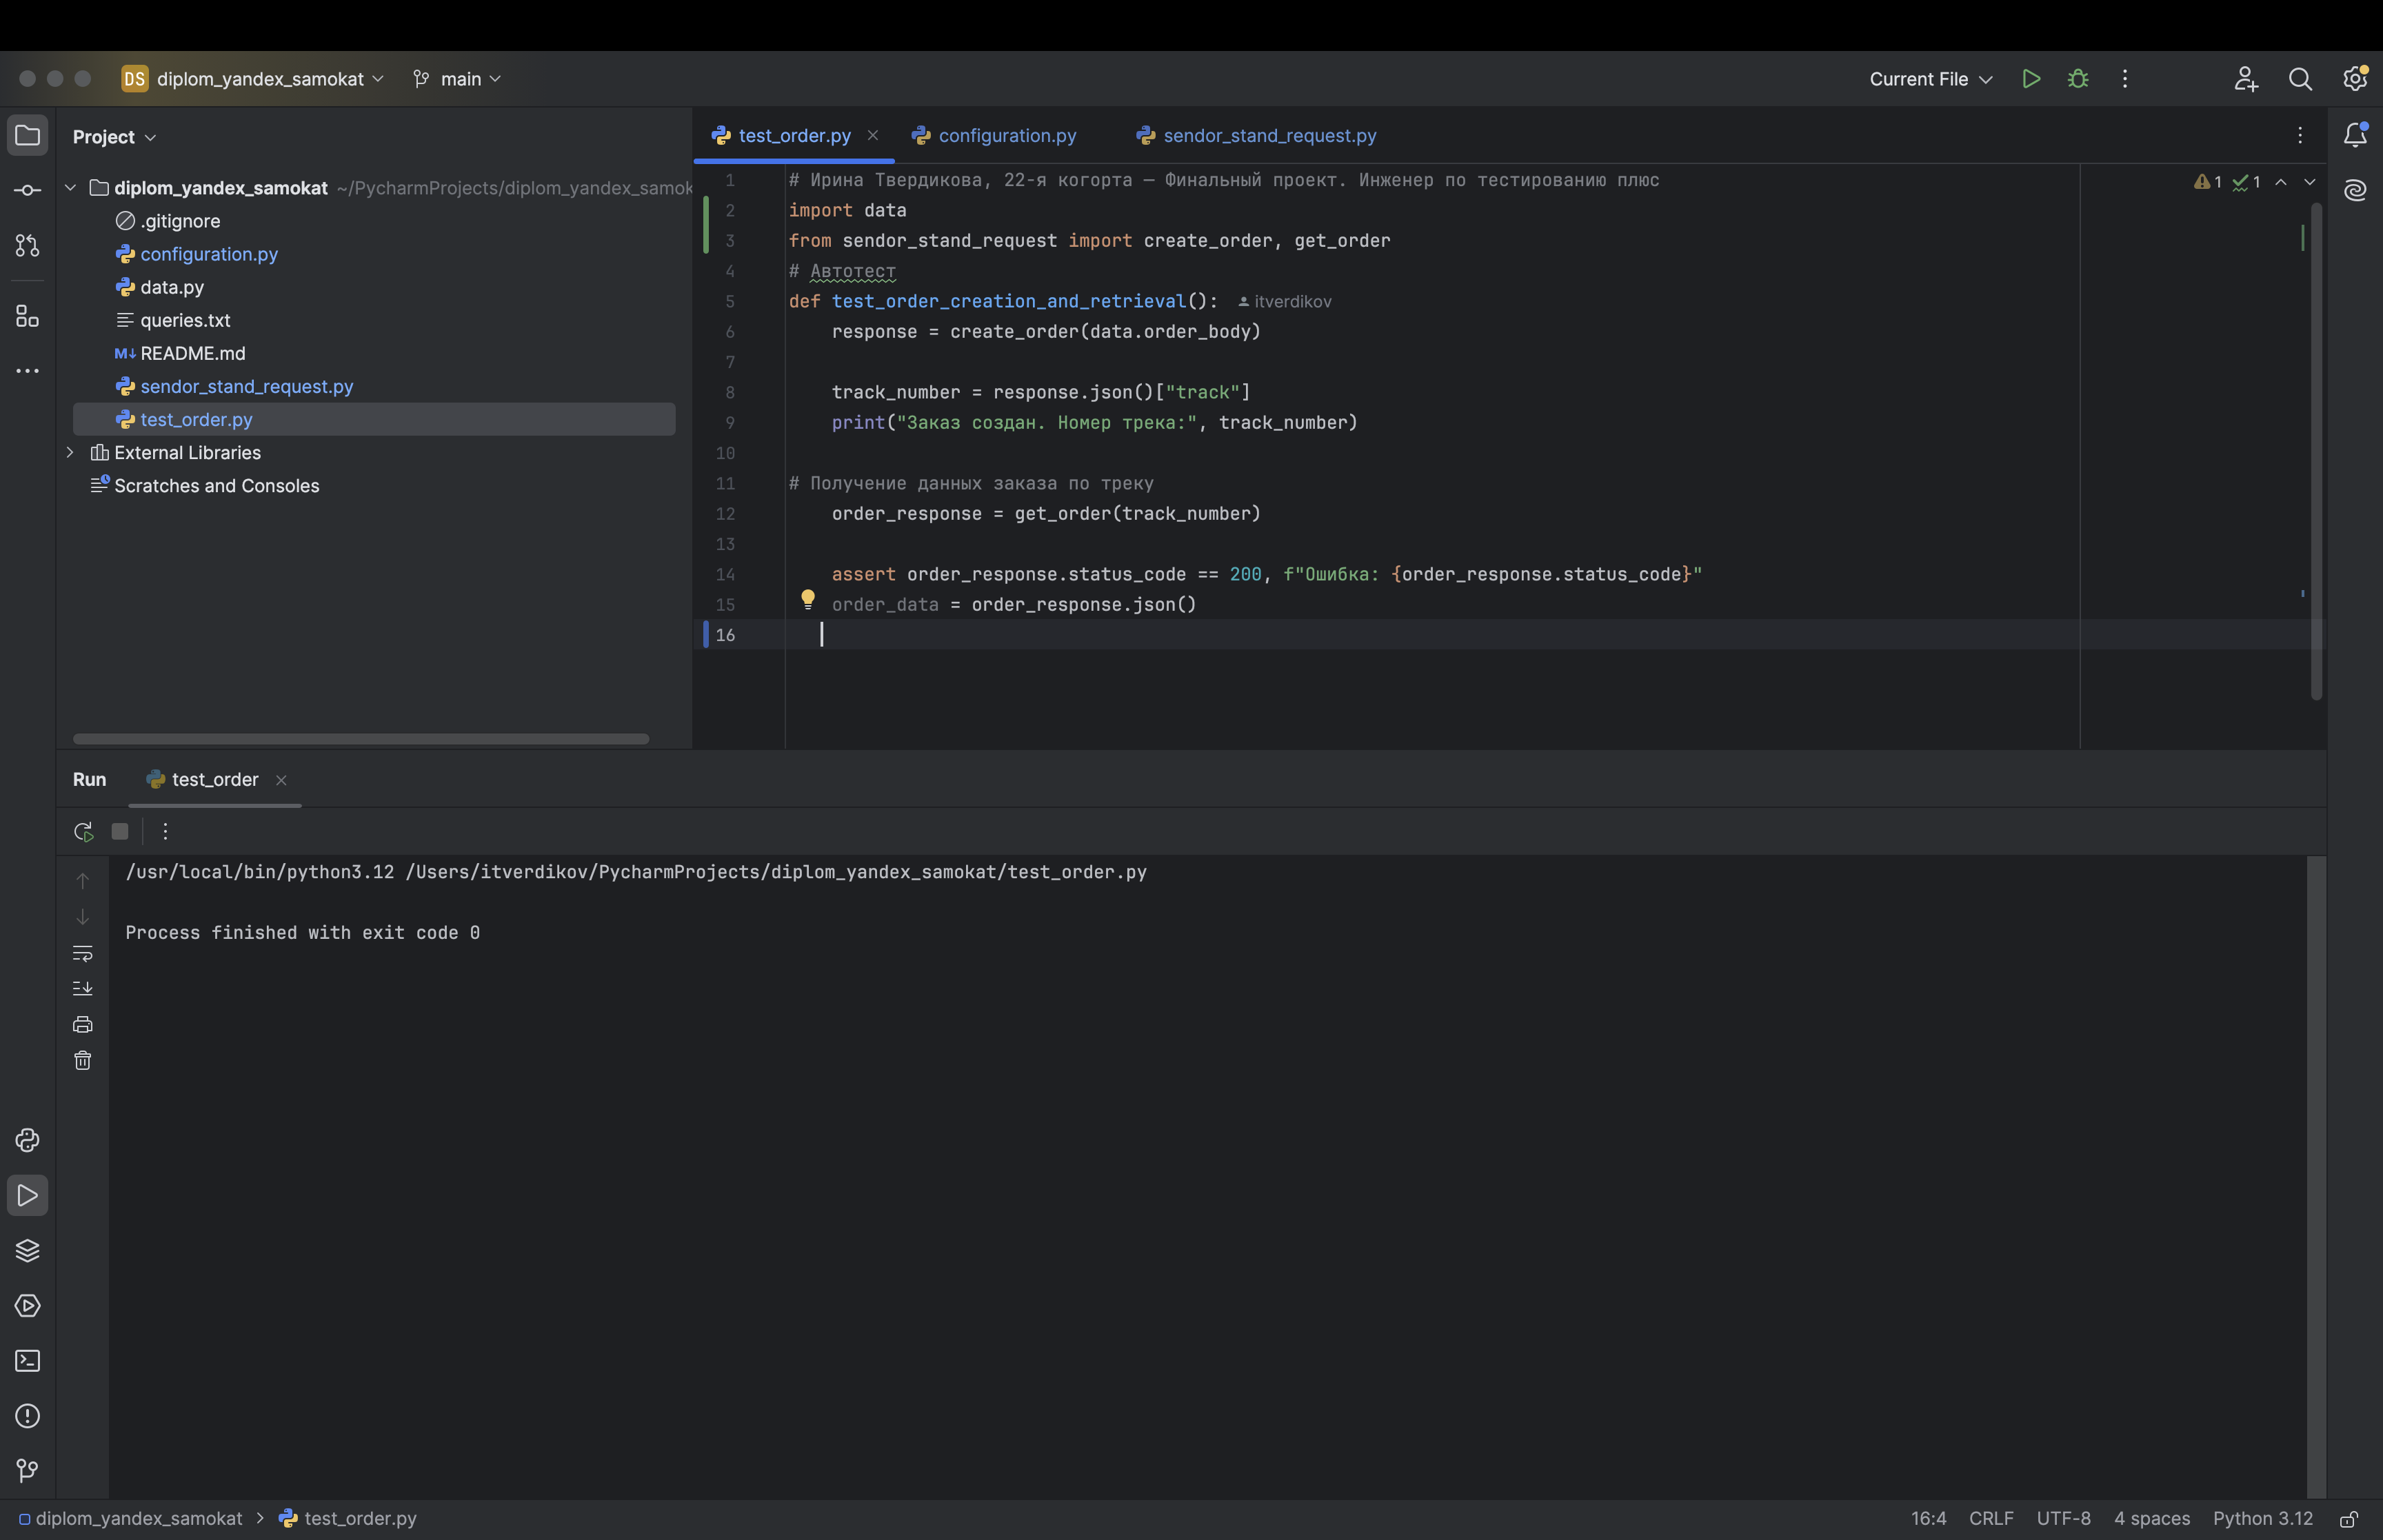 DS diplom_yandex_samokat main Current File
Project
diplom_yandex_samokat ~/PycharmProjects/diplom_yandex_samok
.gitignore
configuration.py
data.py
queries.txt
M↓ README.md
sendor_stand_request.py
test_order.py
External Libraries
Scratches and Consoles
test_order.py configuration.py sendor_stand_request.py
1 # Ирина Твердикова, 22-я когорта — Финальный проект. Инженер по тестированию плюс
2 import data
3 from sendor_stand_request import create_order, get_order
4 # Автотест
5 def test_order_creation_and_retrieval(): itverdikov
6 response = create_order(data.order_body)
7
8 track_number = response.json()["track"]
9 print("Заказ создан. Номер трека:", track_number)
10
11 # Получение данных заказа по треку
12 order_response = get_order(track_number)
13
14 assert order_response.status_code == 200, f"Ошибка: {order_response.status_code}"
15 order_data = order_response.json()
16
1 1
Run test_order
/usr/local/bin/python3.12 /Users/itverdikov/PycharmProjects/diplom_yandex_samokat/test_order.py
Process finished with exit code 0
diplom_yandex_samokat > test_order.py 16:4 CRLF UTF-8 4 spaces Python 3.12